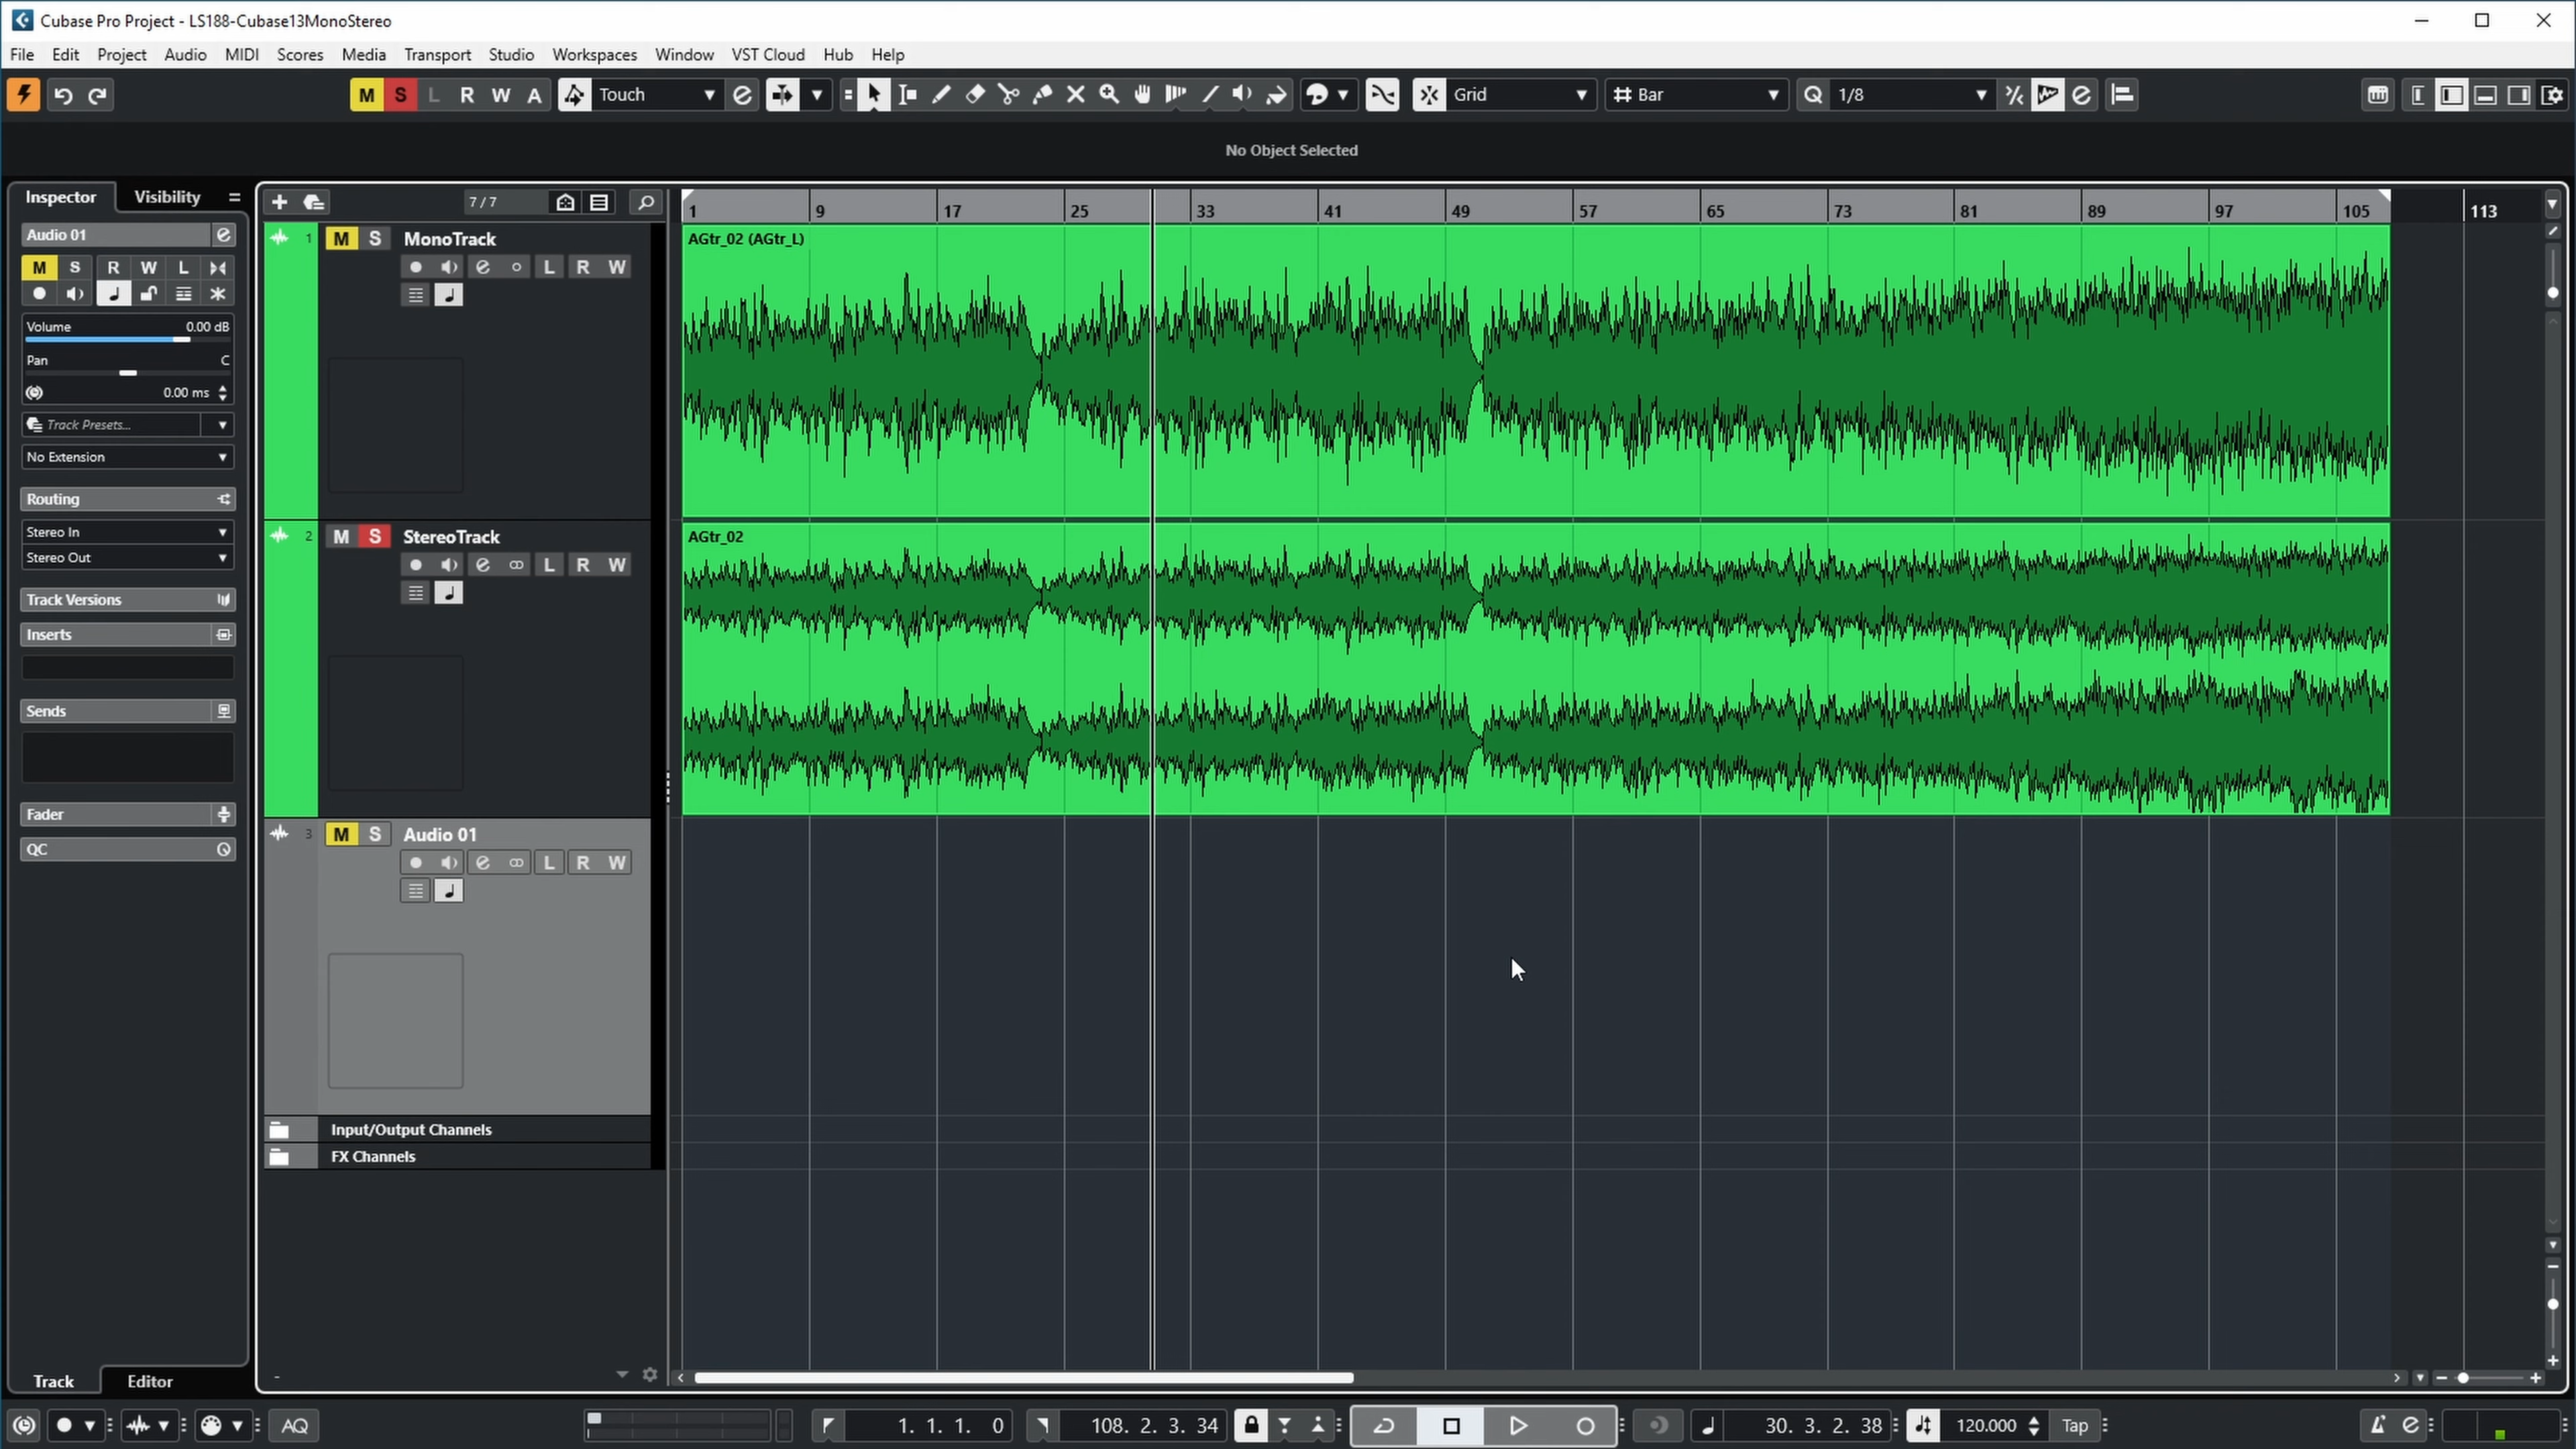 Cubase Pro Project - LS188-Cubase13MonoStereo
File Edit Project Audio MIDI Scores Media Transport Studio Workspaces Window VST Cloud Hub Help
M S L R W A Touch Grid Bar Q 1/8
No Object Selected
Inspector Visibility
7 / 7
1 9 17 25 33 41 49 57 65 73 81 89 97 105 113
Audio 01
M S R W L
Volume 0.00 dB
Pan C
0.00 ms
Track Presets...
No Extension
Routing
Stereo In
Stereo Out
Track Versions
Inserts
Sends
Fader
QC
1 M S MonoTrack
L R W
AGtr_02 (AGtr_L)
2 M S StereoTrack
L R W
AGtr_02
3 M S Audio 01
L R W
Input/Output Channels
FX Channels
Track Editor
AQ 1. 1. 1. 0 108. 2. 3. 34 30. 3. 2. 38 120.000 Tap